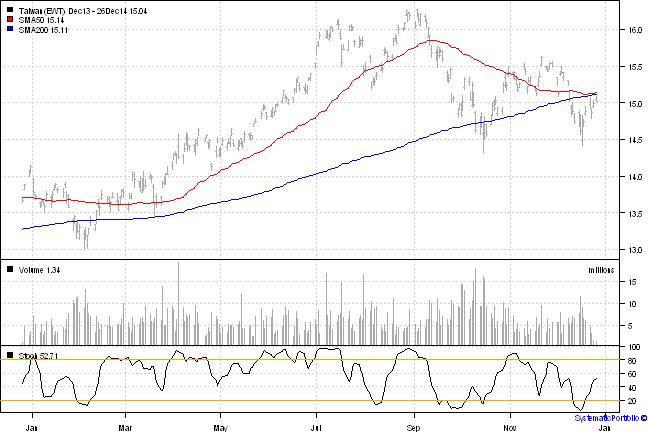 Taiwan (EWT) Dec13 - 26Dec14 15.04
SMA50 15.14
SMA200 15.11
16.0
15.5
15.0
14.5
14.0
13.5
13.0
Volume 1.34
millions
15
10
5
Stoch 52.71
100
80
60
40
20
Jan Mar May Jul Sep Nov Jan
SystematicPortfolio ©